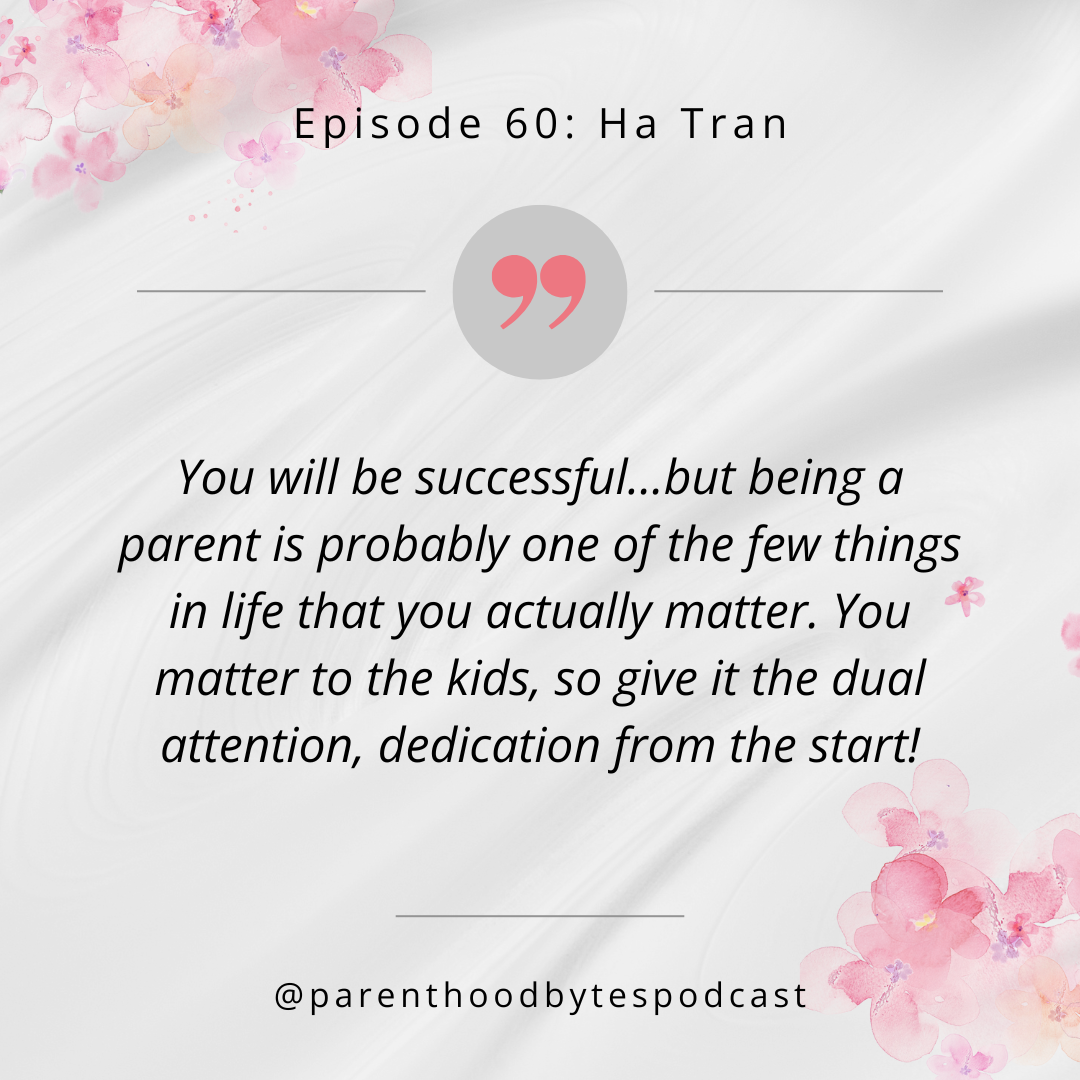 Episode 60: Ha Tran
”
You will be successful...but being a
parent is probably one of the few things
in life that you actually matter. You
matter to the kids, so give it the dual
attention, dedication from the start!
@parenthoodbytespodcast